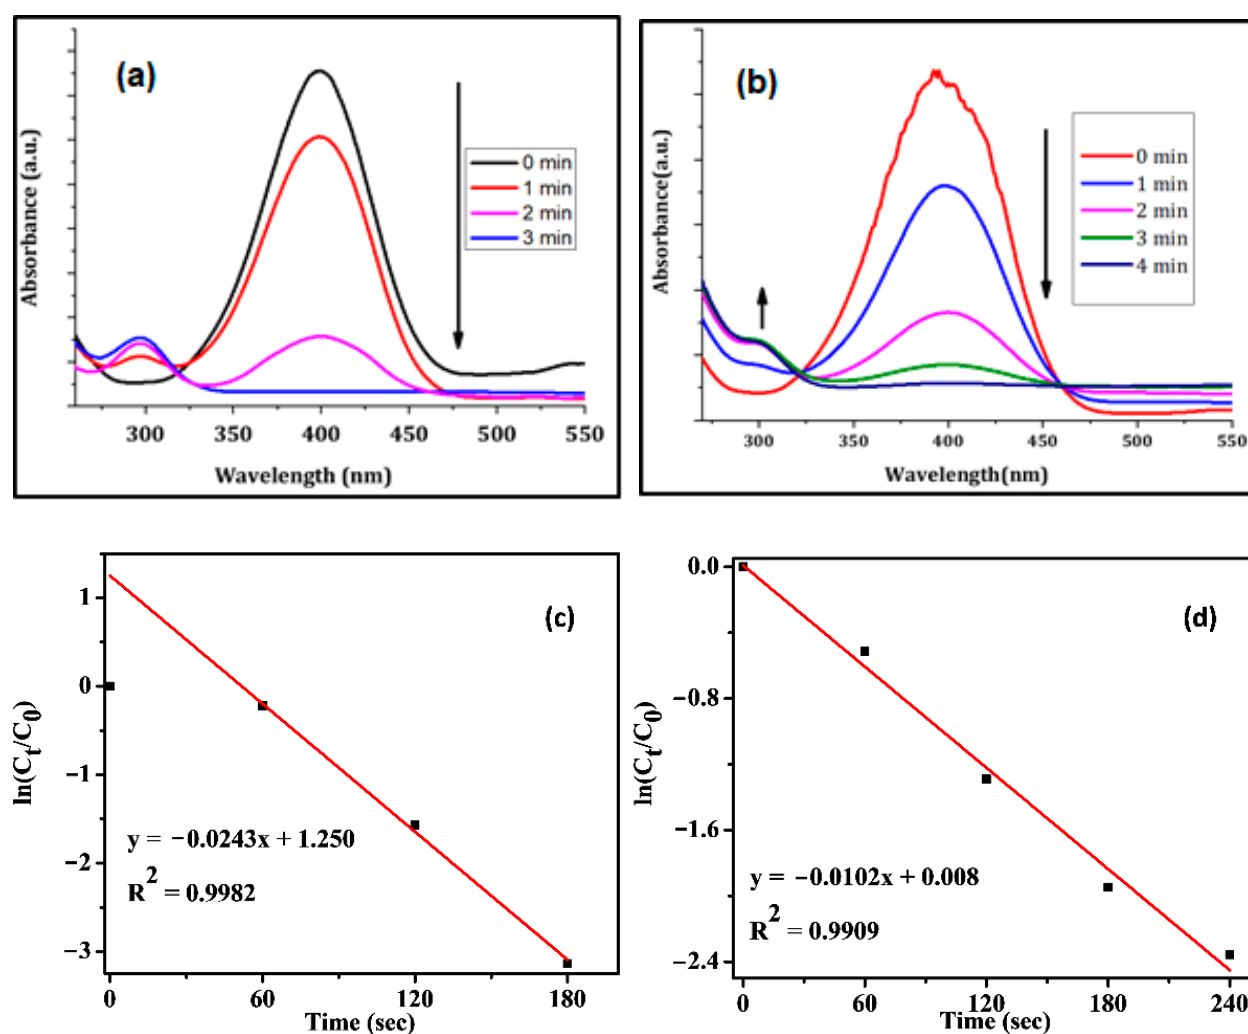 (a)
Absorbance (a.u.)
0 min
1 min
2 min
3 min
300 350 400 450 500 550
Wavelength (nm)
(b)
Absorbance(a.u.)
0 min
1 min
2 min
3 min
4 min
300 350 400 450 500 550
Wavelength(nm)
(c)
ln(Ct/C0)
1
0
−1
−2
−3
y = −0.0243x + 1.250
R2 = 0.9982
0 60 120 180
Time (sec)
(d)
ln(Ct/C0)
0.0
−0.8
−1.6
−2.4
y = −0.0102x + 0.008
R2 = 0.9909
0 60 120 180 240
Time (sec)